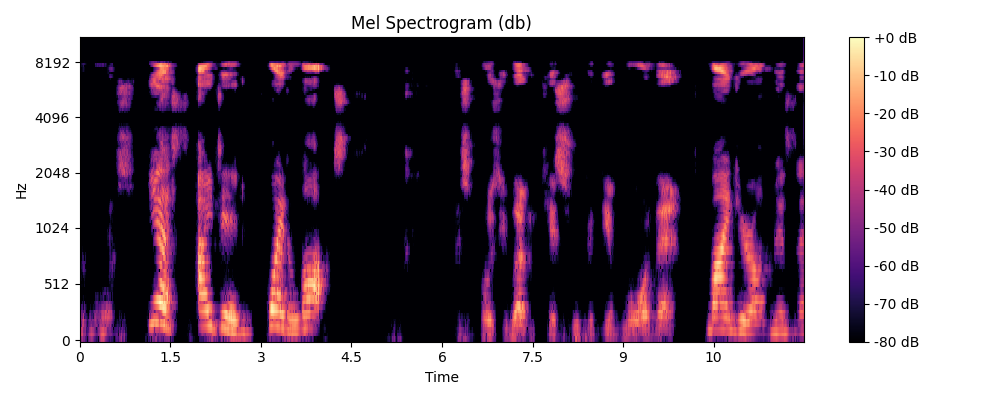 Mel Spectrogram (db)
8192
4096
2048
1024
512
0
Hz
0 1.5 3 4.5 6 7.5 9 10
Time
+0 dB
-10 dB
-20 dB
-30 dB
-40 dB
-50 dB
-60 dB
-70 dB
-80 dB